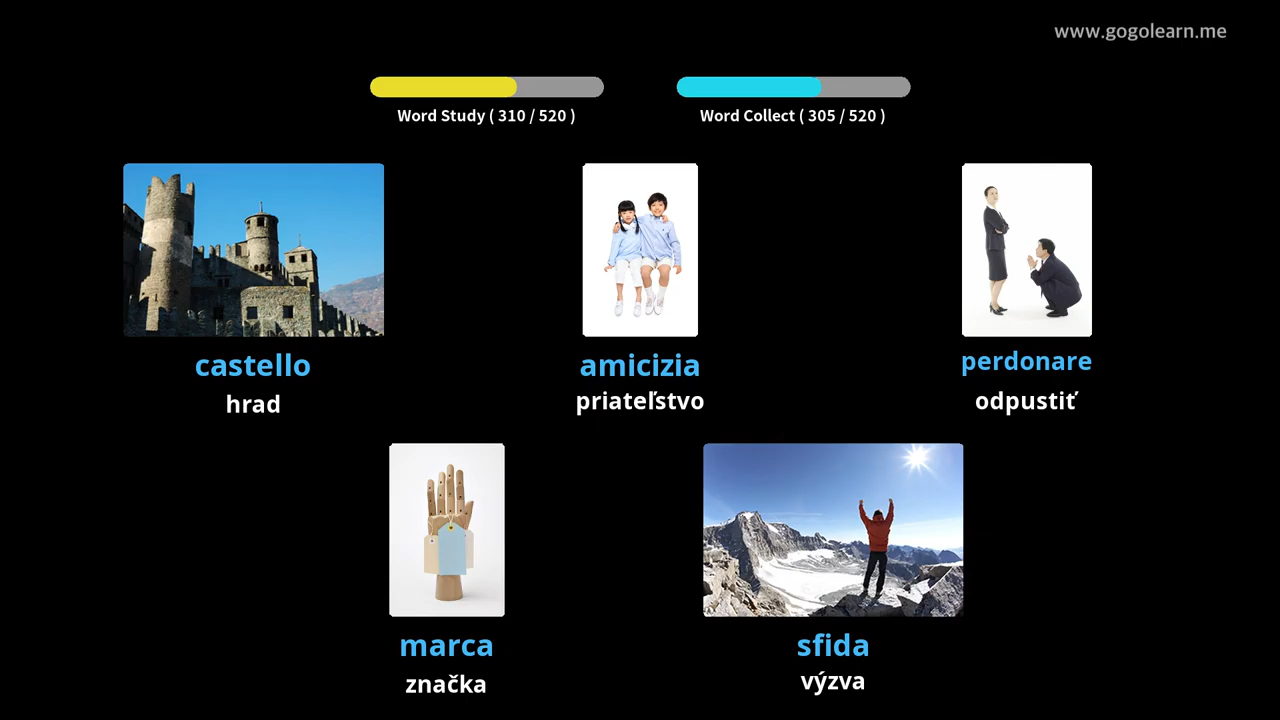 www.gogolearn.me
Word Study ( 310 / 520 )
Word Collect ( 305 / 520 )
castello
hrad
amicizia
priateľstvo
perdonare
odpustiť
marca
značka
sfida
výzva